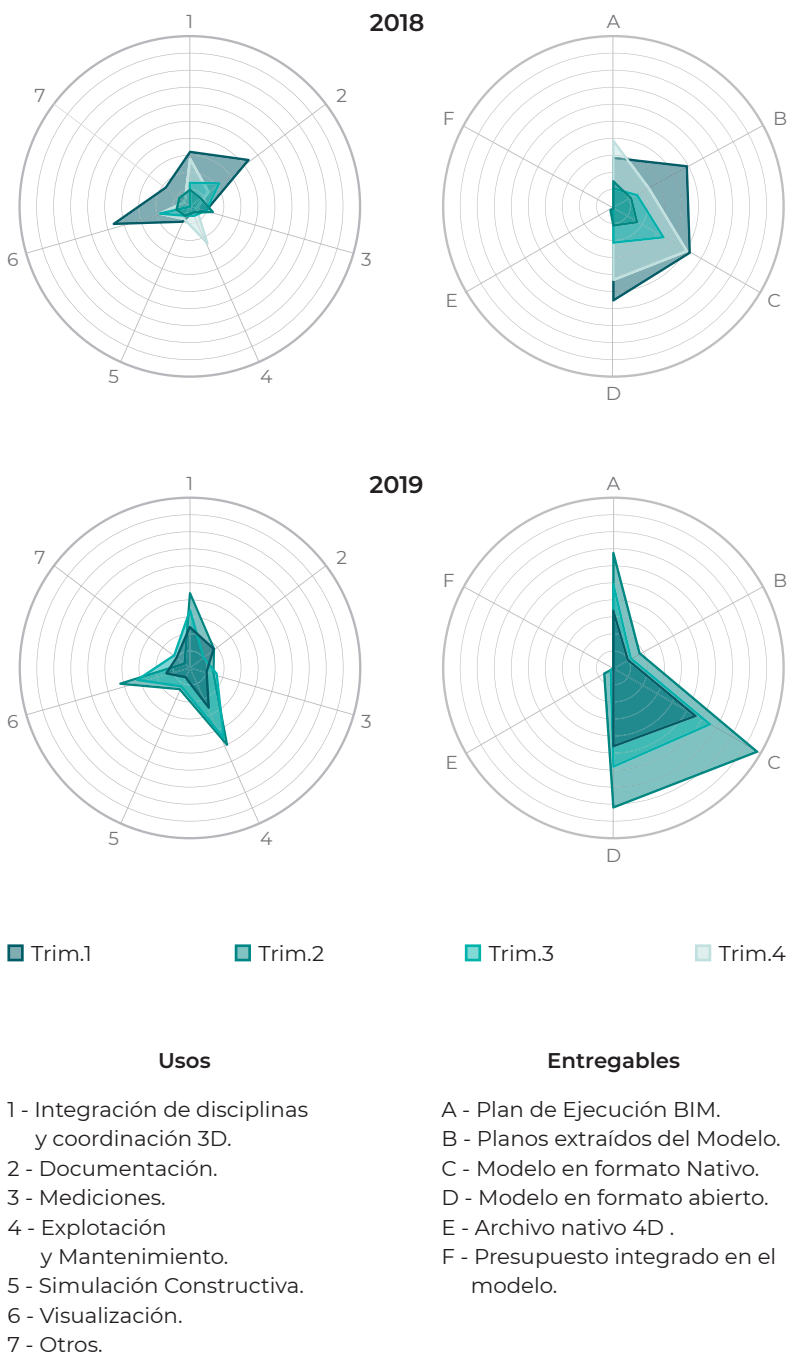 2018
1
2
3
4
5
6
7
A
B
C
D
E
F
2019
1
2
3
4
5
6
7
A
B
C
D
E
F
Trim.1
Trim.2
Trim.3
Trim.4
Usos
1 - Integración de disciplinas
y coordinación 3D.
2 - Documentación.
3 - Mediciones.
4 - Explotación
y Mantenimiento.
5 - Simulación Constructiva.
6 - Visualización.
7 - Otros.
Entregables
A - Plan de Ejecución BIM.
B - Planos extraídos del Modelo.
C - Modelo en formato Nativo.
D - Modelo en formato abierto.
E - Archivo nativo 4D .
F - Presupuesto integrado en el
modelo.